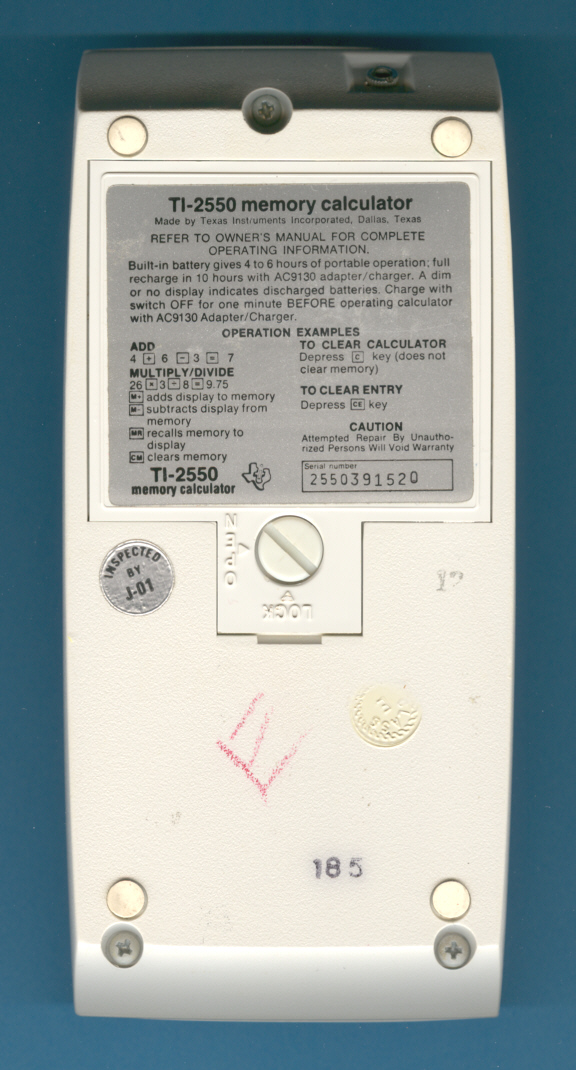 TI-2550 memory calculator
Made by Texas Instruments Incorporated, Dallas, Texas
REFER TO OWNER'S MANUAL FOR COMPLETE
OPERATING INFORMATION.
Built-in battery gives 4 to 6 hours of portable operation; full
recharge in 10 hours with AC9130 adapter/charger. A dim
or no display indicates discharged batteries. Charge with
switch OFF for one minute BEFORE operating calculator
with AC9130 Adapter/Charger.
OPERATION EXAMPLES
ADD
4 + 6 − 3 = 7
MULTIPLY/DIVIDE
26 × 3 ÷ 8 = 9.75
M+ adds display to memory
M− subtracts display from
memory
MR recalls memory to
display
CM clears memory
TI-2550
memory calculator
TO CLEAR CALCULATOR
Depress C key (does not
clear memory)
TO CLEAR ENTRY
Depress CE key
CAUTION
Attempted Repair By Unautho-
rized Persons Will Void Warranty
Serial number
2550391520
OPEN
LOCK
INSPECTED
BY
J-01
185